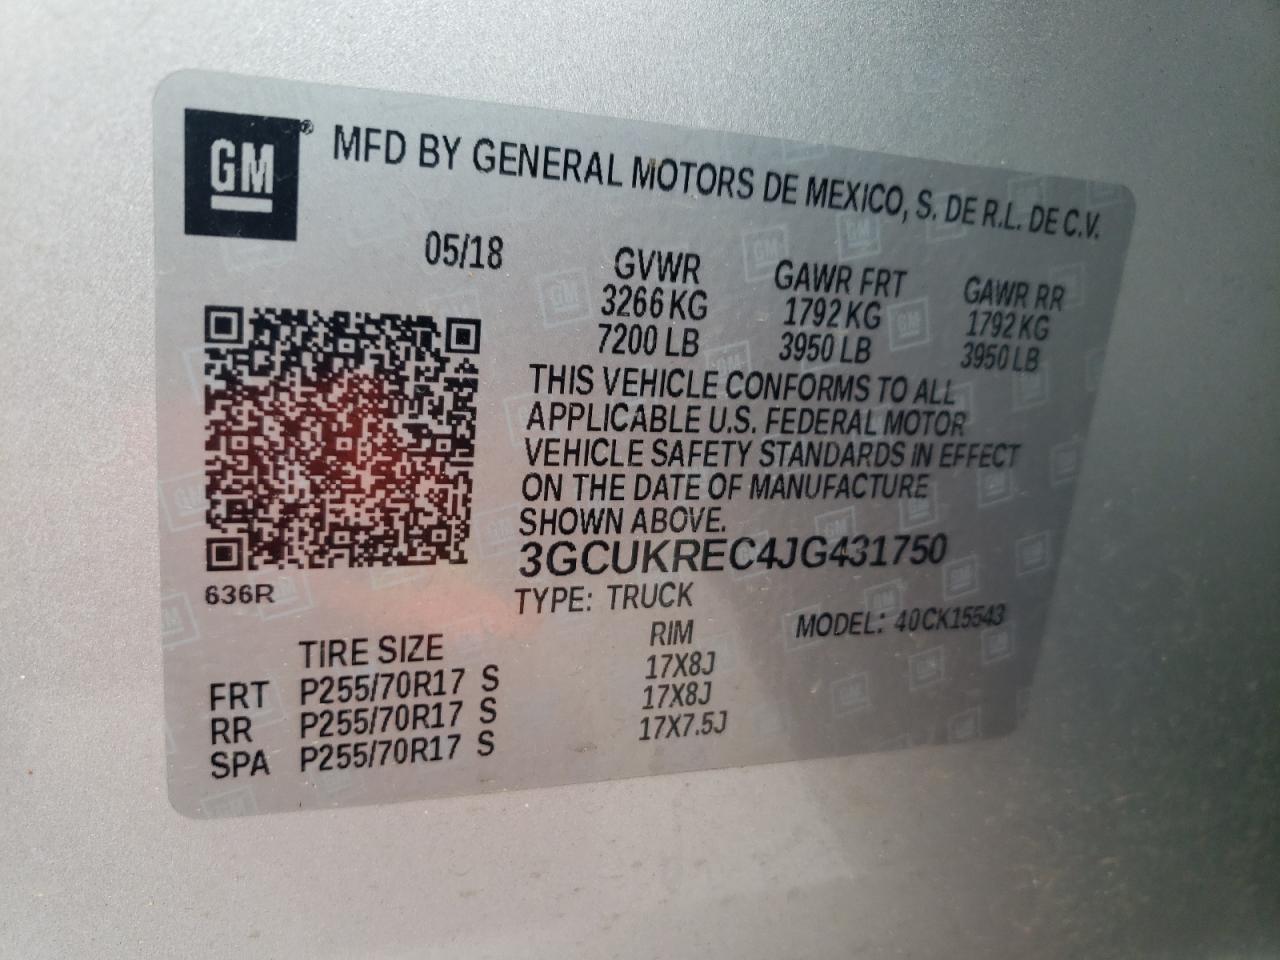 GM® MFD BY GENERAL MOTORS DE MEXICO, S. DE R.L. DE C.V.
05/18 GVWR GAWR FRT GAWR RR
3266 KG 1792 KG 1792 KG
7200 LB 3950 LB 3950 LB
THIS VEHICLE CONFORMS TO ALL
APPLICABLE U.S. FEDERAL MOTOR
VEHICLE SAFETY STANDARDS IN EFFECT
ON THE DATE OF MANUFACTURE
SHOWN ABOVE.
3GCUKREC4JG431750
636R
TYPE: TRUCK MODEL: 40CK15543
TIRE SIZE RIM
FRT P255/70R17 S 17X8J
RR P255/70R17 S 17X8J
SPA P255/70R17 S 17X7.5J